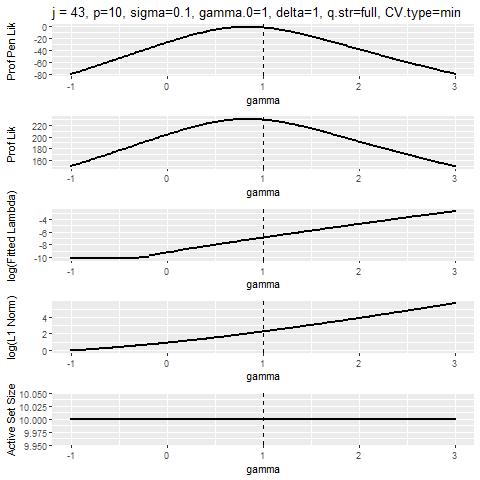 j = 43, p=10, sigma=0.1, gamma.0=1, delta=1, q.str=full, CV.type=min
Prof Pen Lik
0
-20
-40
-60
-80
-1 0 1 2 3
gamma
Prof Lik
220
200
180
160
-1 0 1 2 3
gamma
log(Fitted Lambda)
-4
-6
-8
-10
-1 0 1 2 3
gamma
log(L1 Norm)
4
2
0
-1 0 1 2 3
gamma
Active Set Size
10.050
10.025
10.000
9.975
9.950
-1 0 1 2 3
gamma